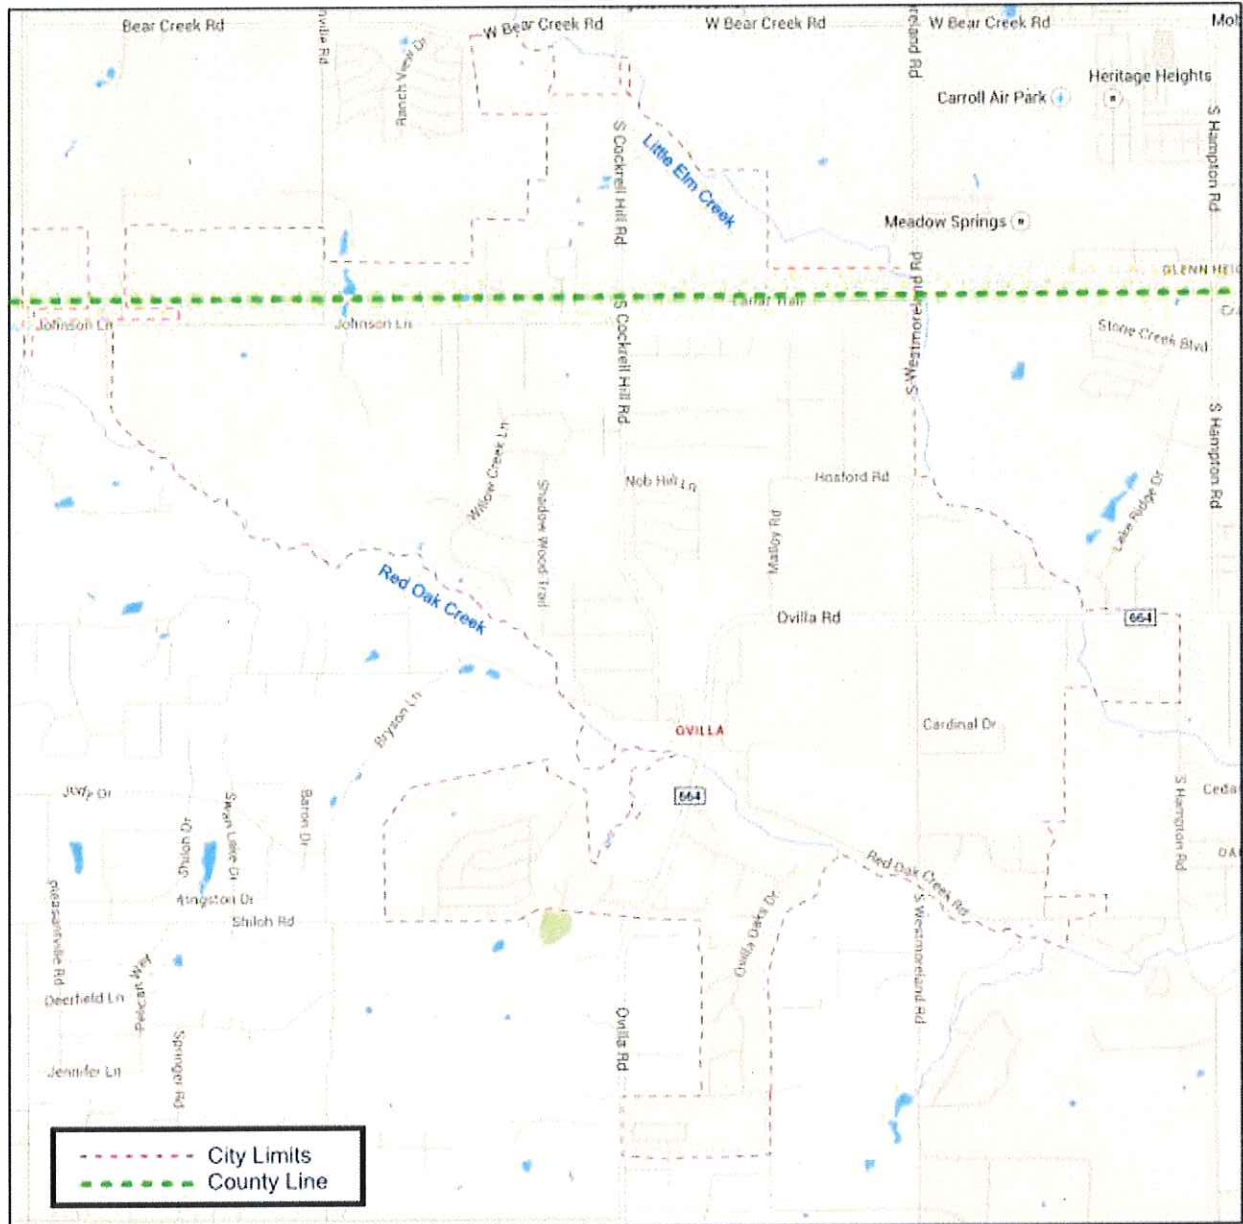 Bear Creek Rd
W Bear Creek Rd
W Bear Creek Rd
W Bear Creek Rd
Ranch View Dr
Heritage Heights
Carroll Air Park
S Cockrell Hill Rd
Little Elm Creek
S Hampton Rd
Meadow Springs
S Westmoreland Rd
Johnson Ln
Johnson Ln
S Cockrell Hill Rd
Stone Creek Blvd
S Westmoreland Rd
S Hampton Rd
Willow Creek Ln
Shadow Wood Trail
Nob Hill Ln
Hosford Rd
Malloy Rd
Lake Ridge Dr
Red Oak Creek
Ovilla Rd
664
Bryson Ln
OVILLA
Cardinal Dr
664
Judy Dr
Swan Lake Dr
Shiloh Dr
Baron Dr
S Hampton Rd
Red Oak Creek Rd
Shiloh Rd
Pleasantville Rd
Ovilla Oaks Dr
S Westmoreland Rd
Pelican Way
Deerfield Ln
Ovilla Rd
Springer Rd
Jennifer Ln
City Limits
County Line